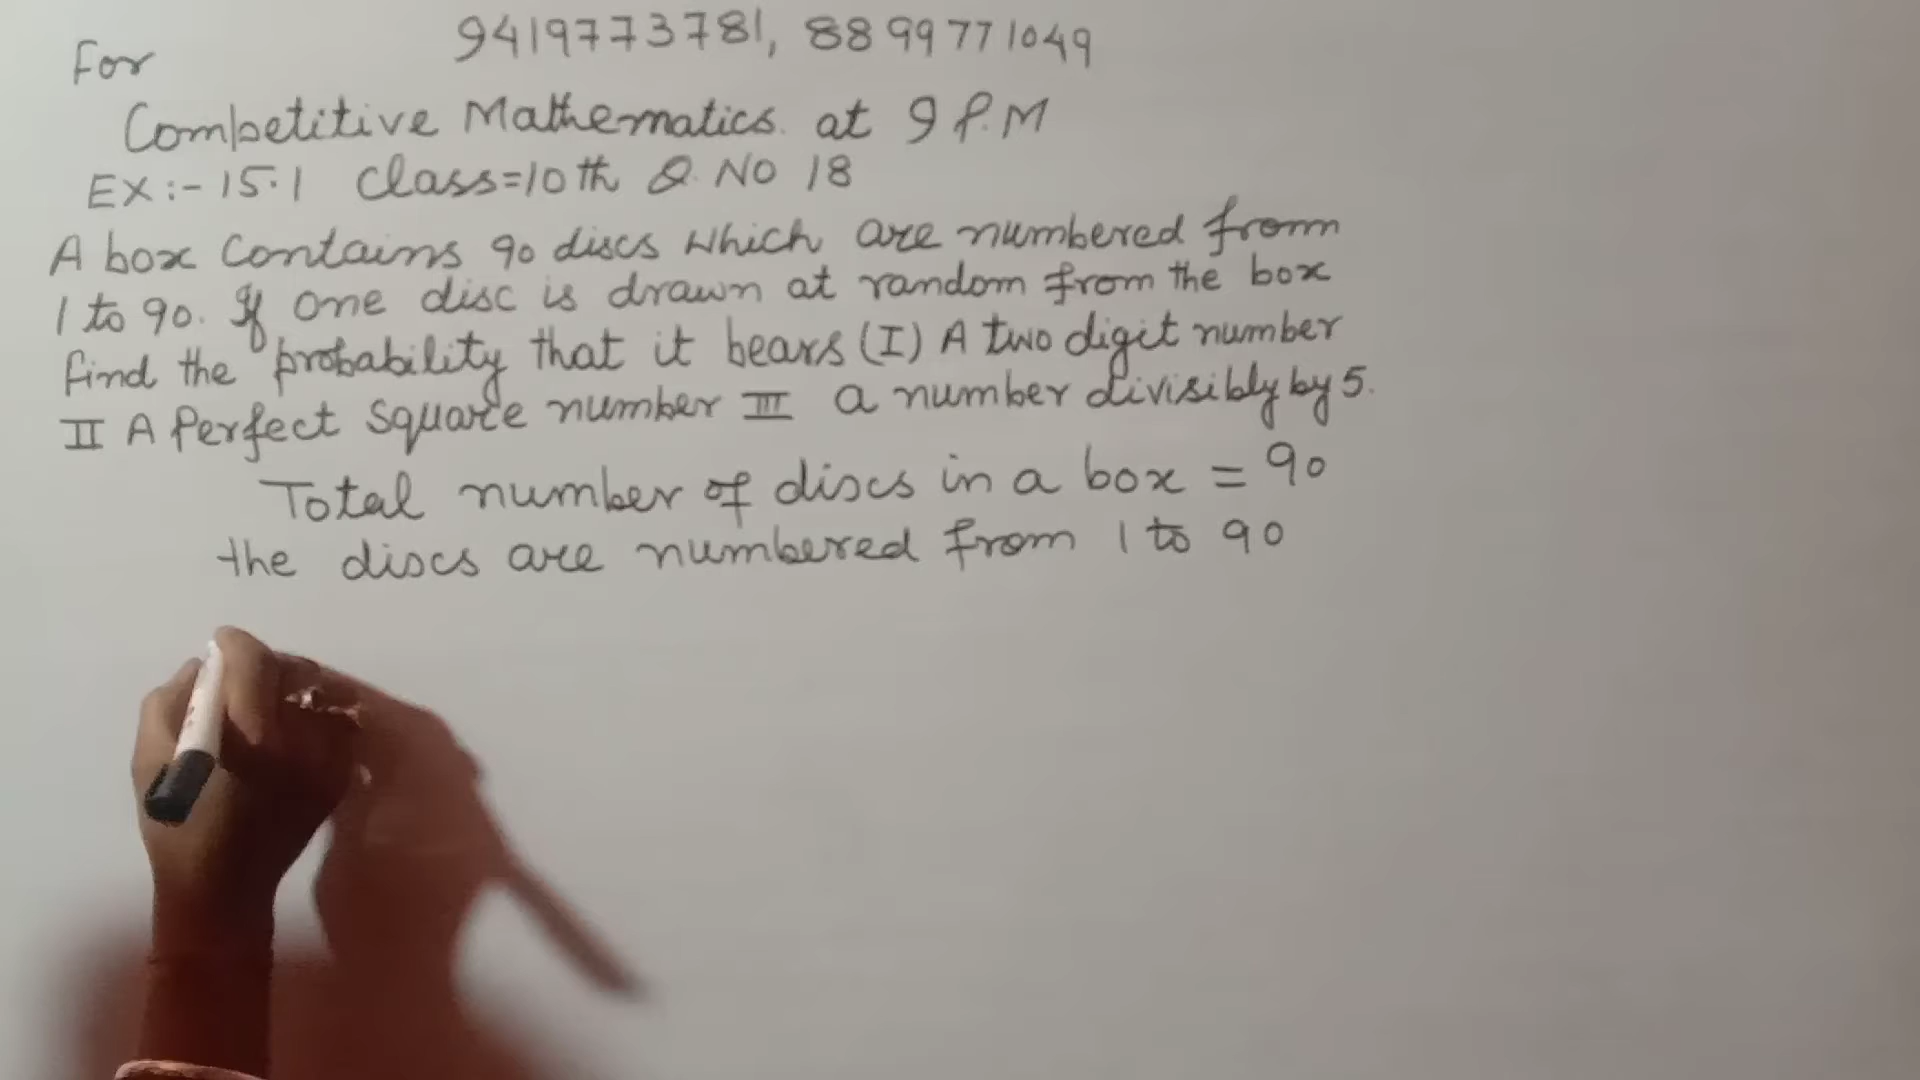 9419773781, 8899771049
For
Competitive Mathematics. at 9 P.M
EX:-15.1 Class=10th Q. NO 18
A box Contains 90 discs which are numbered from
1 to 90. If one disc is drawn at random from the box
find the probability that it bears (I) A two digit number
II A Perfect Square number III a number divisibly by 5.
Total number of discs in a box = 90
the discs are numbered from 1 to 90